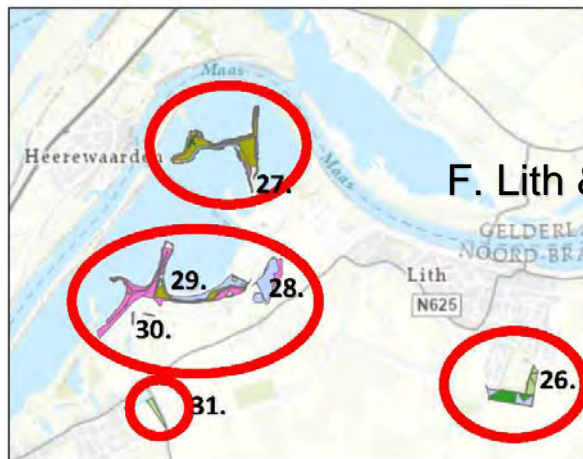 Maas
Heerewaarden
27.
Maas
F. Lith &
GELDERLA
NOORD-BRA
29.
28.
Lith
N625
30.
26.
31.